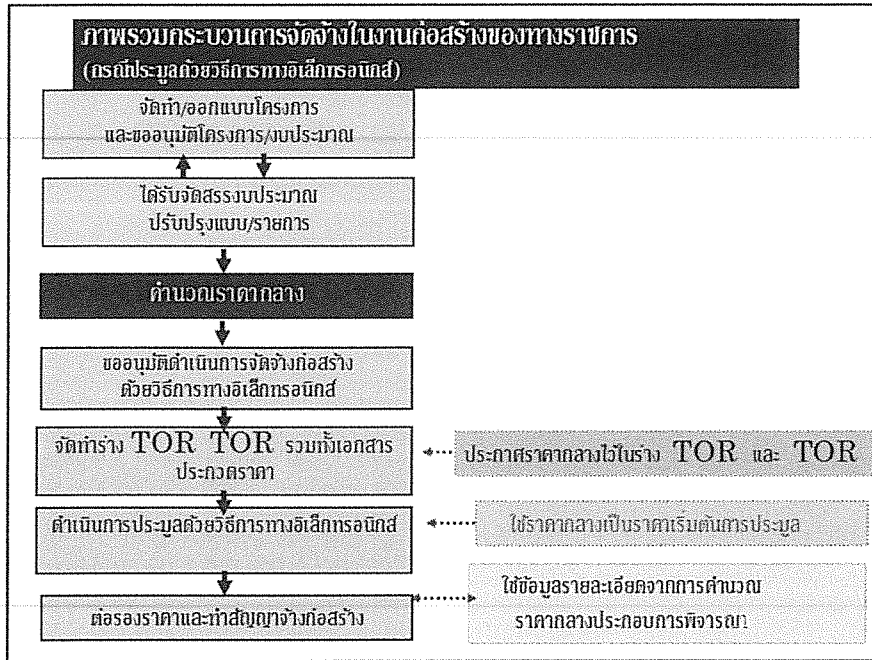 ภาพรวมกระบวนการจัดจ้างในงานก่อสร้างของทางราชการ
(กรณีประมูลด้วยวิธีการทางอิเล็กทรอนิกส์)
จัดทำ/ออกแบบโครงการ
และขออนุมัติโครงการ/งบประมาณ
ได้รับจัดสรรงบประมาณ
ปรับปรุงแบบ/รายการ
คำนวณราคากลาง
ขออนุมัติดำเนินการจัดจ้างก่อสร้าง
ด้วยวิธีการทางอิเล็กทรอนิกส์
จัดทำร่าง TOR TOR รวมทั้งเอกสาร
ประกวดราคา
ประกาศราคากลางไว้ในร่าง TOR และ TOR
ดำเนินการประมูลด้วยวิธีการทางอิเล็กทรอนิกส์
ใช้ราคากลางเป็นราคาเริ่มต้นการประมูล
ต่อรองราคาและทำสัญญาจ้างก่อสร้าง
ใช้ข้อมูลรายละเอียดจากการคำนวณ
ราคากลางประกอบการพิจารณา